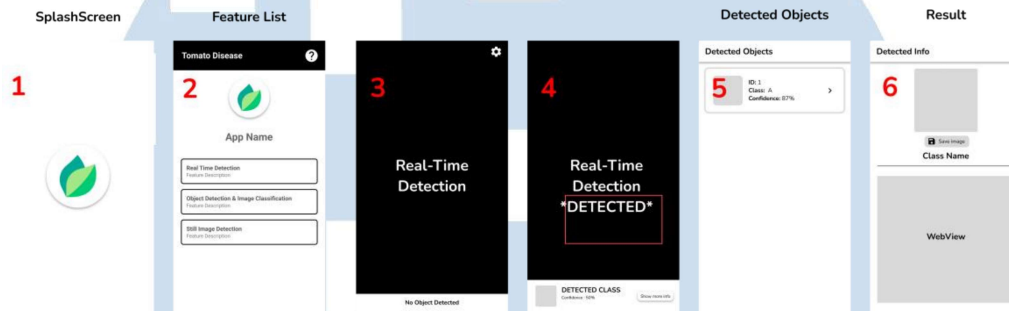 SplashScreen
1
Feature List
Tomato Disease
?
2
App Name
Real Time Detection
Feature Description
Object Detection & Image Classification
Feature Description
Still Image Detection
Feature Description
3
Real-Time
Detection
No Object Detected
4
Real-Time
Detection
*DETECTED*
DETECTED CLASS
Confidence : 90%
Show more info
Detected Objects
Detected Objects
5
ID: 1
Class: A
Confidence: 87%
Result
Detected Info
6
Save Image
Class Name
WebView